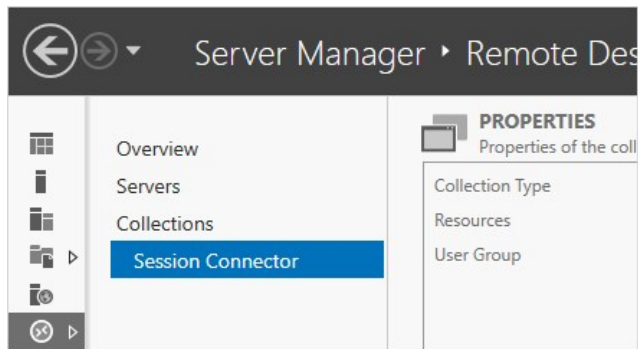 Server Manager ‣ Remote Des
PROPERTIES
Properties of the coll
Overview
Servers
Collections
Session Connector
Collection Type
Resources
User Group